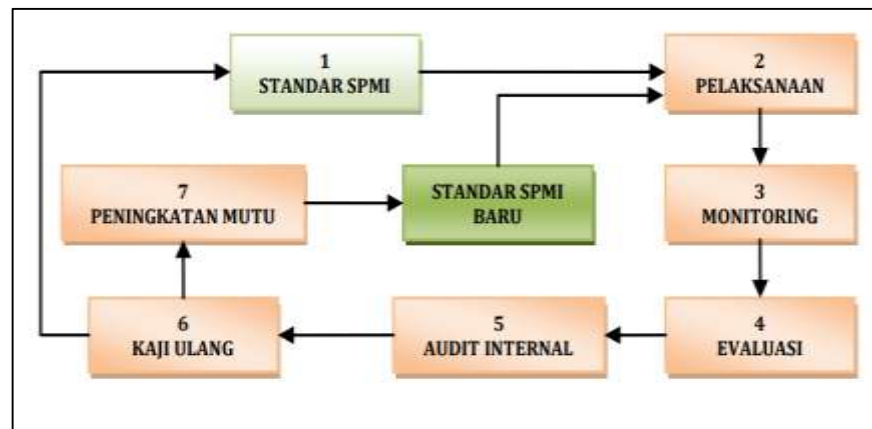 1
STANDAR SPMI
2
PELAKSANAAN
7
PENINGKATAN MUTU
STANDAR SPMI
BARU
3
MONITORING
6
KAJI ULANG
5
AUDIT INTERNAL
4
EVALUASI